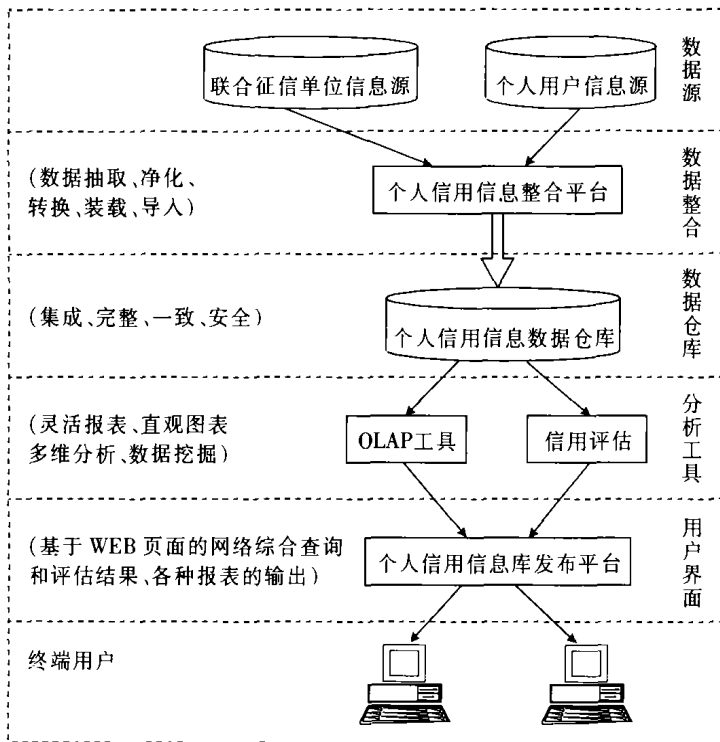 联合征信单位信息源
个人用户信息源
数据源
(数据抽取、净化、
转换、装载、导入)
个人信用信息整合平台
数据整合
(集成、完整、一致、安全)
个人信用信息数据仓库
数据仓库
(灵活报表、直观图表
多维分析、数据挖掘)
OLAP工具
信用评估
分析工具
(基于 WEB 页面的网络综合查询
和评估结果、各种报表的输出)
个人信用信息库发布平台
用户界面
终端用户